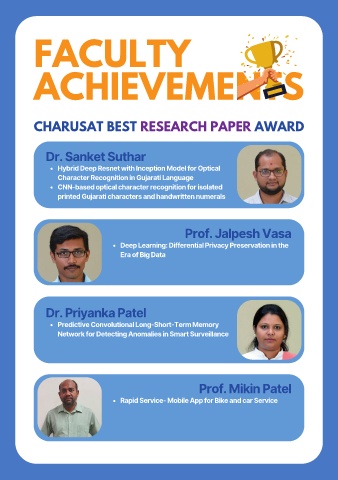 FACULTY
ACHIEVEMENTS
CHARUSAT BEST RESEARCH PAPER AWARD
Dr. Sanket Suthar
• Hybrid Deep Resnet with Inception Model for Optical
Character Recognition in Gujarati Language
• CNN-based optical character recognition for isolated
printed Gujarati characters and handwritten numerals
Prof. Jalpesh Vasa
• Deep Learning: Differential Privacy Preservation in the
Era of Big Data
Dr. Priyanka Patel
• Predictive Convolutional Long-Short-Term Memory
Network for Detecting Anomalies in Smart Surveillance
Prof. Mikin Patel
• Rapid Service- Mobile App for Bike and car Service